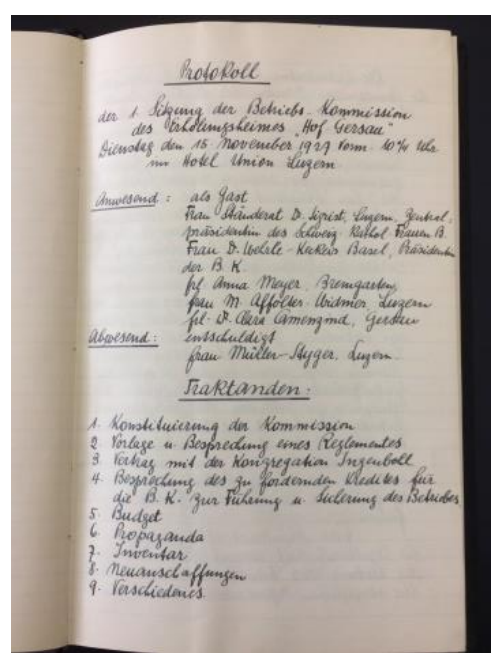 Protokoll
der 1. Sitzung der Betriebs-Kommission
des Erholungsheimes "Hof Gersau"
Dienstag den 15. November 1929 Vorm. 10¼ Uhr
im Hotel Union Luzern
Anwesend: als Gast
Frau Ständerat D. Sigrist, Luzern, Zentral-
präsidentin des Schweiz. Kathol. Frauen B.
Frau D. Basel, Präsidentin
der B. K.
Frl. Anna Meyer, Bremgarten,
Frau M. Affolter-Widmer, Luzern
Frl. Dr. Clara Camenzind, Gersau
Abwesend: entschuldigt
Frau Müller-Styger, Luzern.
Traktanden:
1. Konstituierung der Kommission
2. Vorlage u. Besprechung eines Reglementes
3. Vertrag mit der Kongregation Ingenbohl
4. Besprechung des zu fordernden Kredites für
die B. K. zur Führung u. Sicherung des Betriebes
5. Budget
6. Propaganda
7. Inventar
8. Neuanschaffungen
9. Verschiedenes.